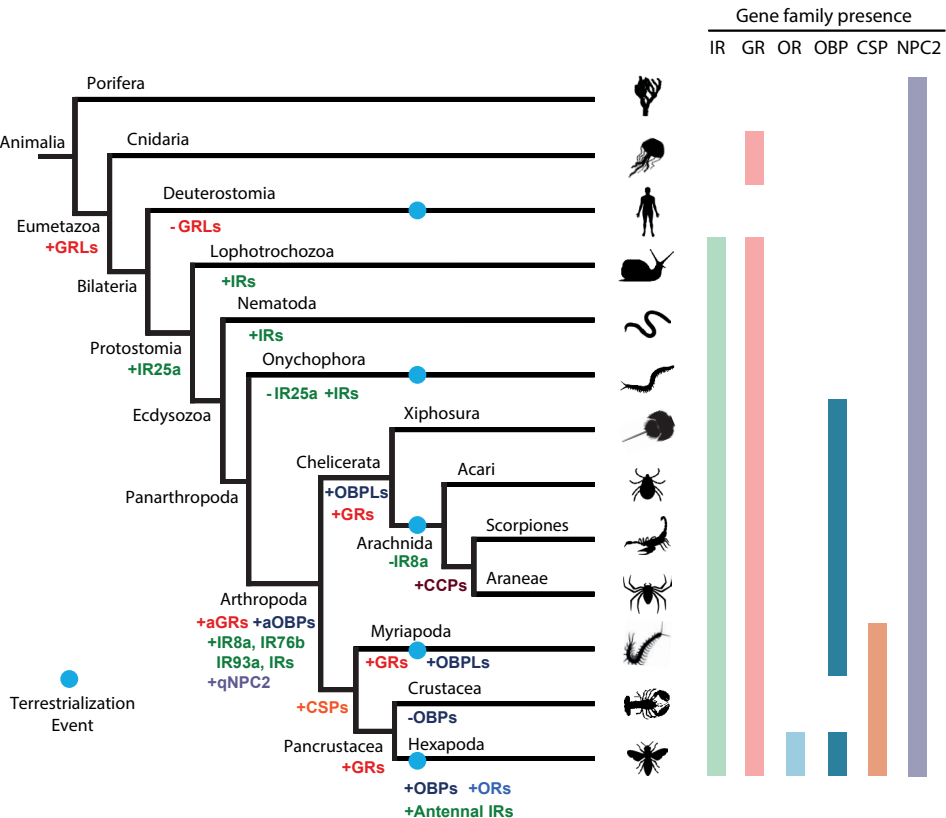 Gene family presence
IR GR OR OBP CSP NPC2
Porifera
Animalia
Cnidaria
Deuterostomia
Eumetazoa
- GRLs
+GRLs
Lophotrochozoa
Bilateria
+IRs
Nematoda
+IRs
Protostomia
Onychophora
+IR25a
- IR25a +IRs
Ecdysozoa
Xiphosura
Chelicerata
Acari
+OBPLs
Panarthropoda
+GRs
Scorpiones
Arachnida
-IR8a
Araneae
+CCPs
Arthropoda
+aGRs +aOBPs
Myriapoda
+IR8a, IR76b
IR93a, IRs
+GRs +OBPLs
+qNPC2
Crustacea
+CSPs
-OBPs
Terrestrialization
Event
Pancrustacea
Hexapoda
+GRs
+OBPs +ORs
+Antennal IRs